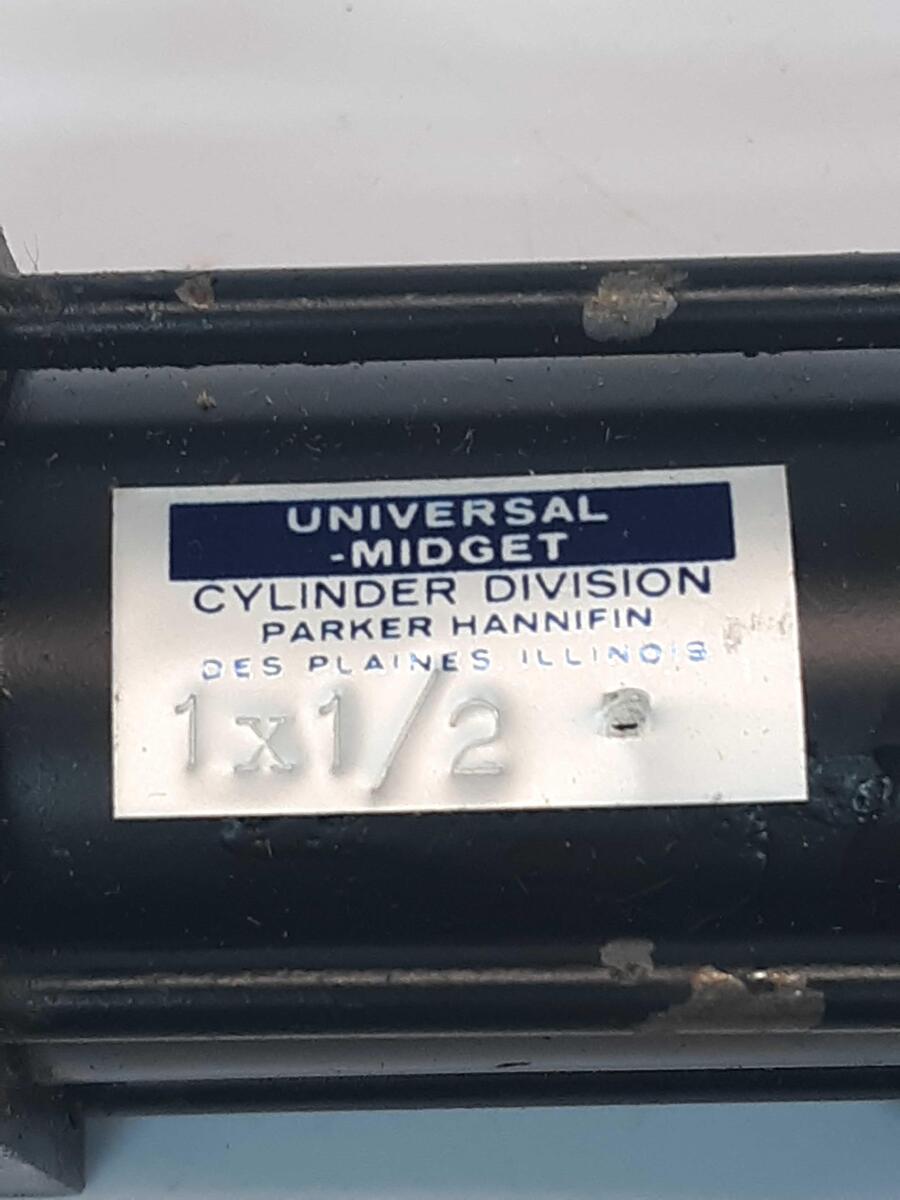 UNIVERSAL
-MIDGET
CYLINDER DIVISION
PARKER HANNIFIN
DES PLAINES ILLINOIS
1x1/2